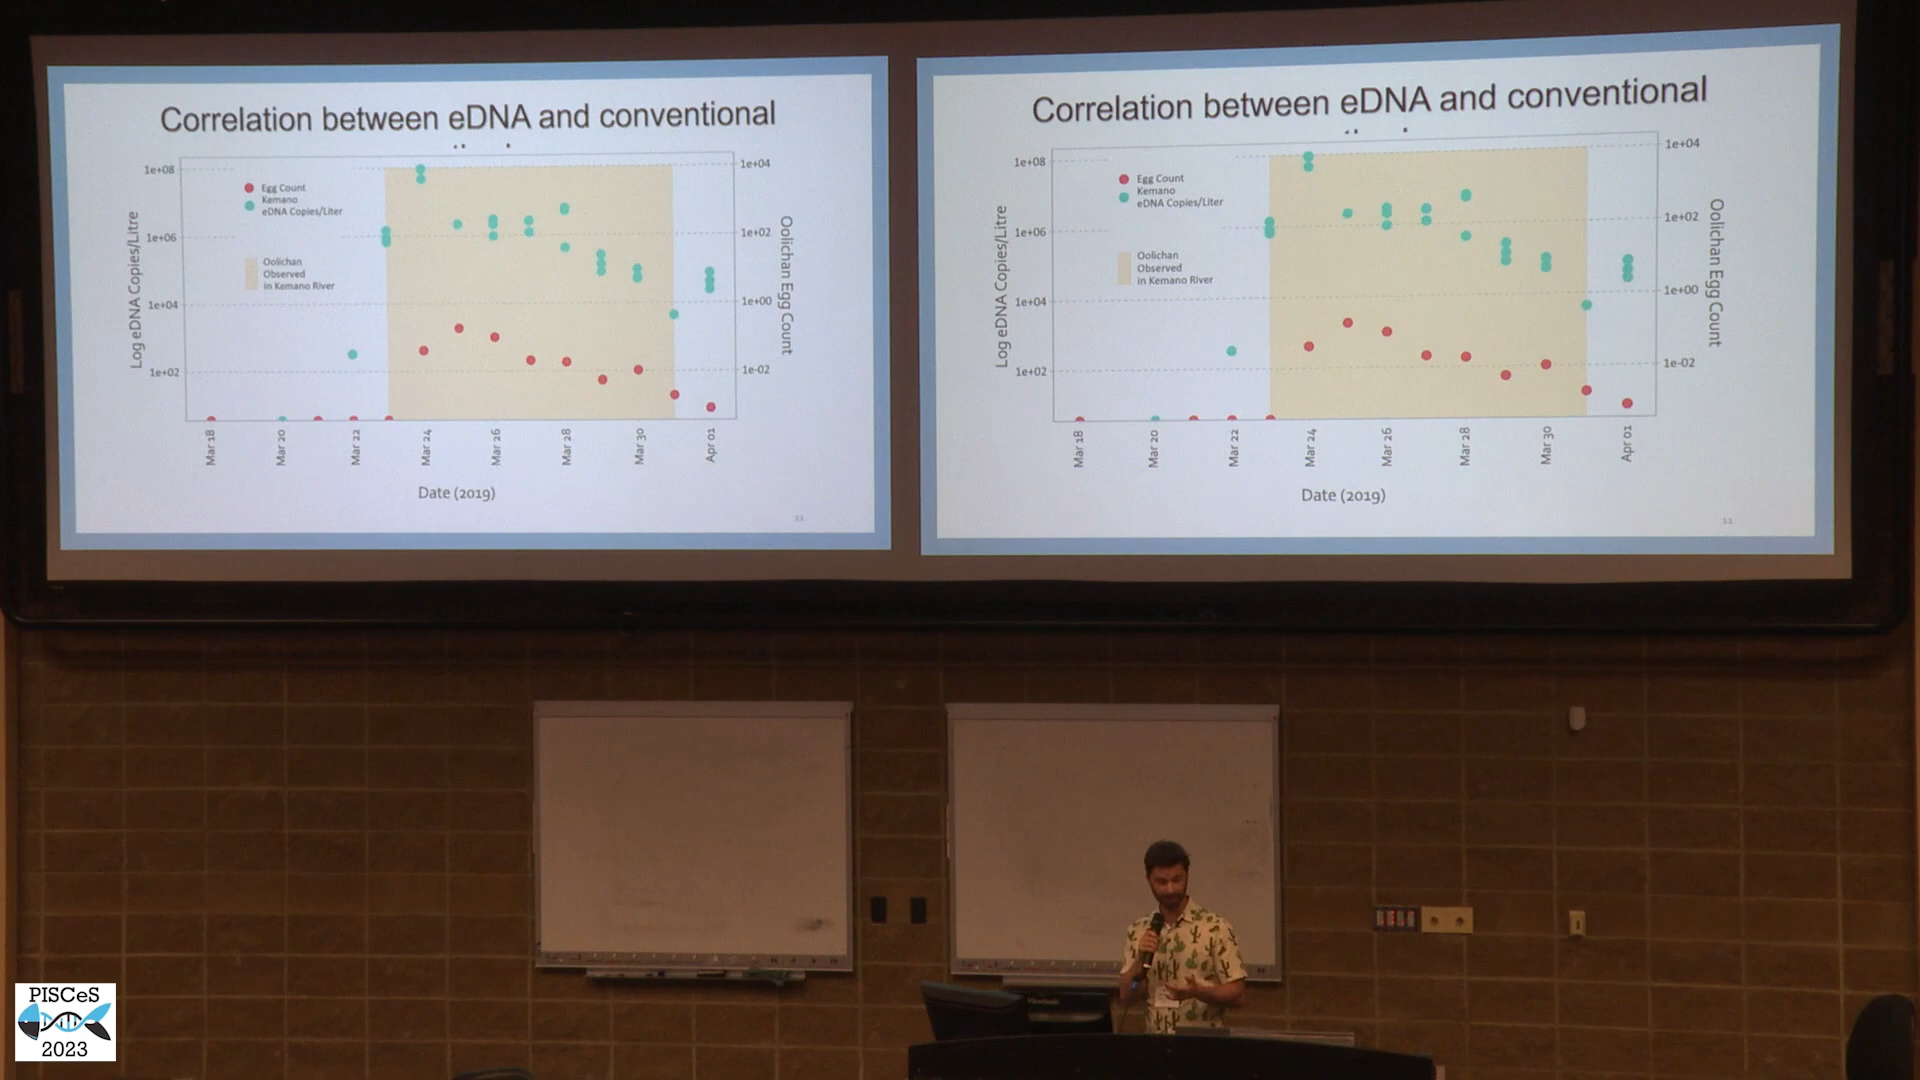 Correlation between eDNA and conventional
1e+08
1e+06
1e+04
1e+02
Log eDNA Copies/Litre
Egg Count
Kemano
eDNA Copies/Liter
Oolichan
Observed
in Kemano River
1e+04
1e+02
1e+00
1e-02
Oolichan Egg Count
Mar 18
Mar 20
Mar 22
Mar 24
Mar 26
Mar 28
Mar 30
Apr 01
Date (2019)
11
Correlation between eDNA and conventional
1e+08
1e+06
1e+04
1e+02
Log eDNA Copies/Litre
Egg Count
Kemano
eDNA Copies/Liter
Oolichan
Observed
in Kemano River
1e+04
1e+02
1e+00
1e-02
Oolichan Egg Count
Mar 18
Mar 20
Mar 22
Mar 24
Mar 26
Mar 28
Mar 30
Apr 01
Date (2019)
11
ViewSonic
PISCeS
2023